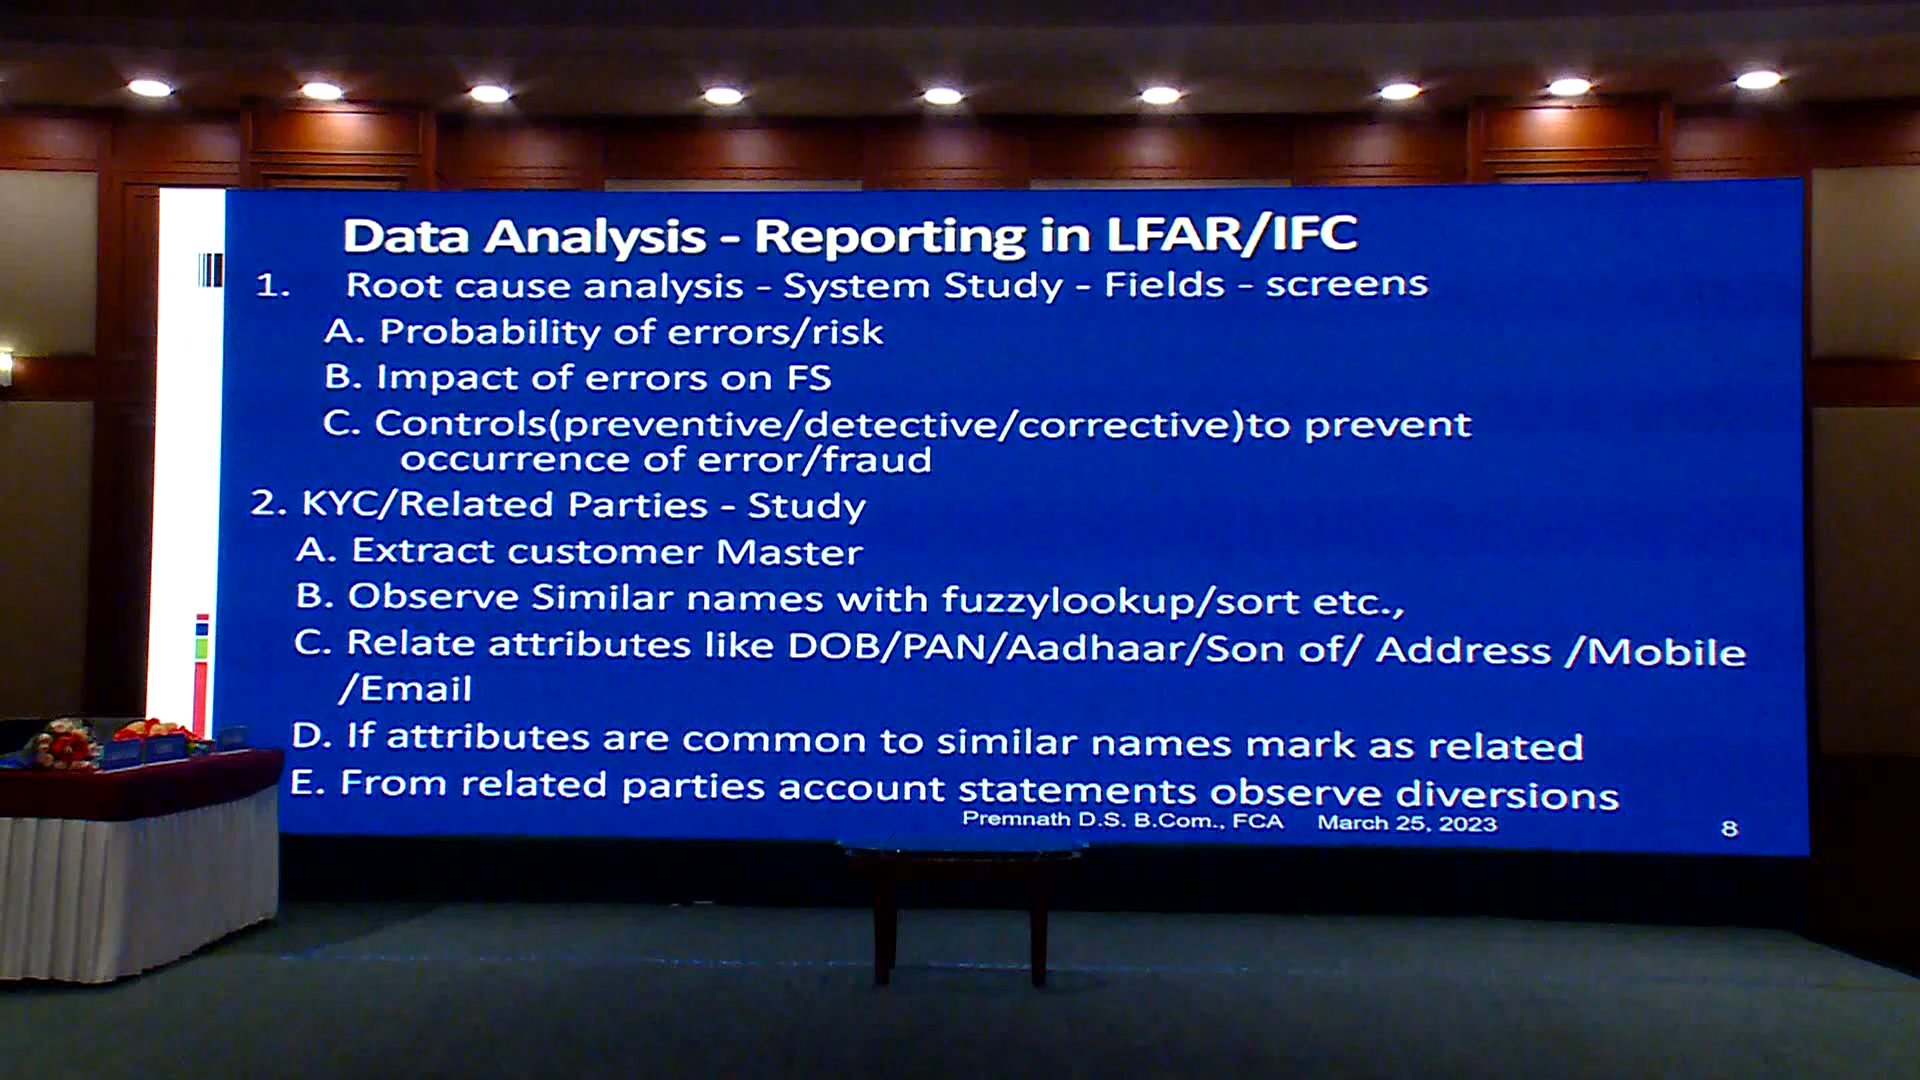 Data Analysis - Reporting in LFAR/IFC
1. Root cause analysis - System Study - Fields - screens
A. Probability of errors/risk
B. Impact of errors on FS
C. Controls(preventive/detective/corrective)to prevent
occurrence of error/fraud
2. KYC/Related Parties - Study
A. Extract customer Master
B. Observe Similar names with fuzzylookup/sort etc.,
C. Relate attributes like DOB/PAN/Aadhaar/Son of/ Address /Mobile
/Email
D. If attributes are common to similar names mark as related
E. From related parties account statements observe diversions
Premnath D.S. B.Com., FCA March 25, 2023
8